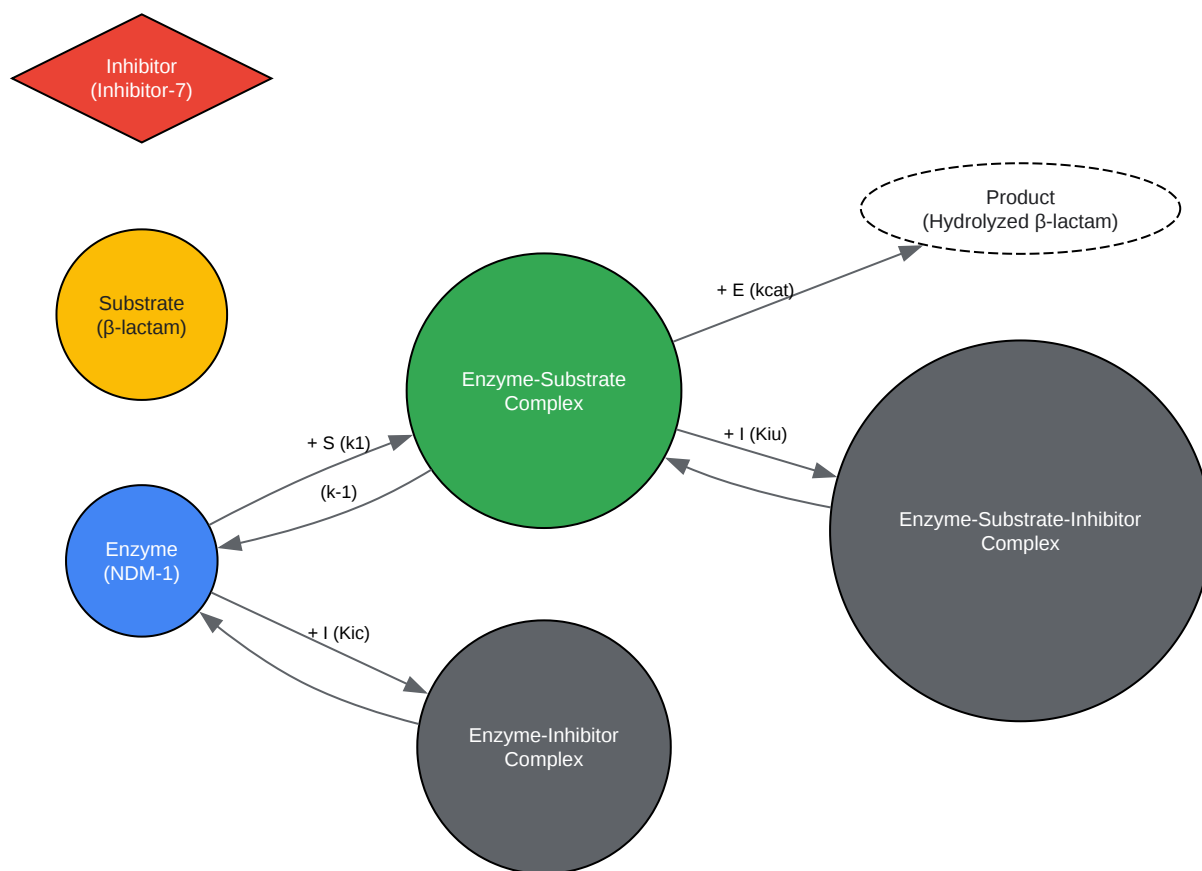 Inhibitor
(Inhibitor-7)
Product
(Hydrolyzed β-lactam)
+ E (kcat)
Substrate
(β-lactam)
Enzyme-Substrate
Complex
+ I (Kiu)
+ S (k1)
(k-1)
Enzyme-Substrate-Inhibitor
Complex
Enzyme
(NDM-1)
+ I (Kic)
Enzyme-Inhibitor
Complex